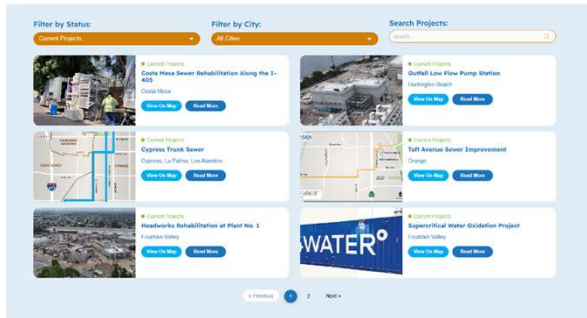 Filter by Status:
Filter by City:
Search Projects:
Current Projects
All Cities
Search...
Current Projects
Costa Mesa Sewer Rehabilitation Along the I-
405
Costa Mesa
View On Map
Read More
Current Projects
Outfall Low Flow Pump Station
Huntington Beach
View On Map
Read More
Current Projects
Cypress Trunk Sewer
Cypress, La Palma, Los Alamitos
View On Map
Read More
Current Projects
Taft Avenue Sewer Improvement
Orange
View On Map
Read More
Current Projects
Headworks Rehabilitation at Plant No. 1
Fountain Valley
View On Map
Read More
WATER°
Current Projects
Supercritical Water Oxidation Project
Fountain Valley
View On Map
Read More
« Previous
1
2
Next »